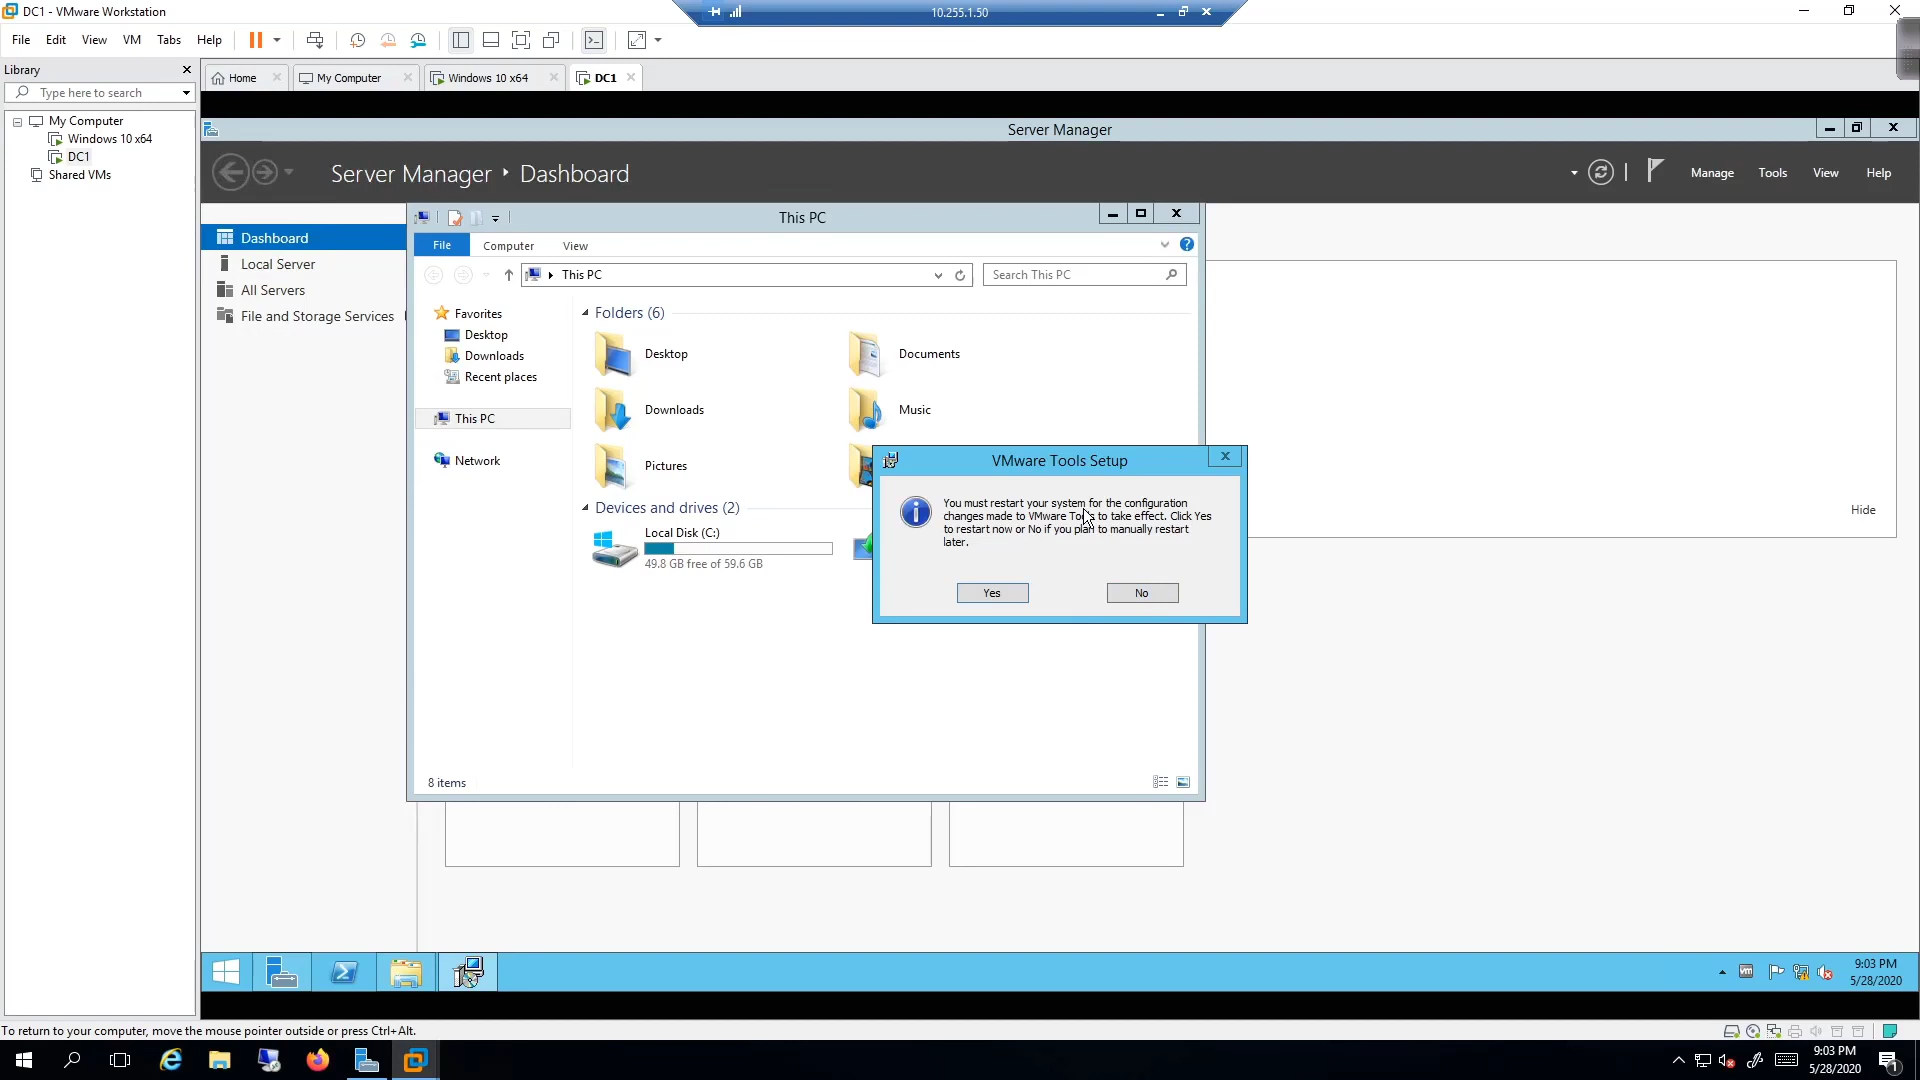 DC1 - VMware Workstation
10.255.1.50
File Edit View VM Tabs Help
Library
Home
My Computer
Windows 10 x64
DC1
Type here to search
My Computer
Windows 10 x64
DC1
Shared VMs
Server Manager
Server Manager Dashboard
Manage Tools View Help
Dashboard
Local Server
All Servers
File and Storage Services
This PC
File Computer View
This PC
Search This PC
Favorites
Desktop
Downloads
Recent places
This PC
Network
Folders (6)
Desktop
Documents
Downloads
Music
Pictures
Devices and drives (2)
Local Disk (C:)
49.8 GB free of 59.6 GB
8 items
VMware Tools Setup
You must restart your system for the configuration
changes made to VMware Tools to take effect. Click Yes
to restart now or No if you plan to manually restart
later.
Yes
No
Hide
9:03 PM
5/28/2020
To return to your computer, move the mouse pointer outside or press Ctrl+Alt.
9:03 PM
5/28/2020
1